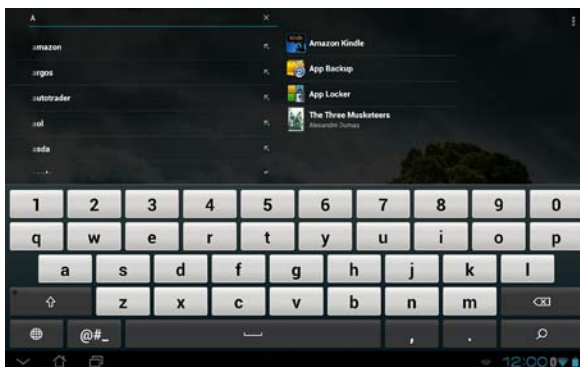 A
amazon
argos
autotrader
aol
asda
Amazon Kindle
App Backup
App Locker
The Three Musketeers
Alexandre Dumas
1 2 3 4 5 6 7 8 9 0
q w e r t y u i o p
a s d f g h j k l
z x c v b n m
@#_ , .
12:00